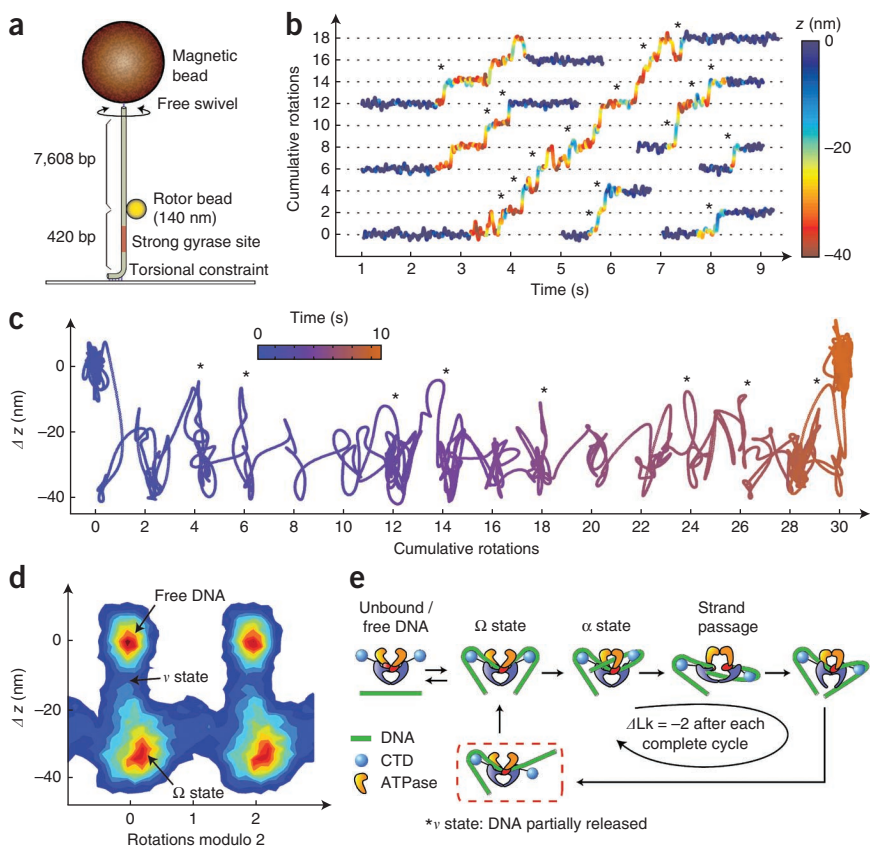 a
Magnetic
bead
Free swivel
7,608 bp
Rotor bead
(140 nm)
420 bp
Strong gyrase site
Torsional constraint
b
Cumulative rotations
18
16
14
12
10
8
6
4
2
0
1 2 3 4 5 6 7 8 9
Time (s)
* * * * * * * * * * * * * * *
z (nm)
0
−20
−40
c
Time (s)
0 10
Δ z (nm)
0
−20
−40
* * * * * * * *
0 2 4 6 8 10 12 14 16 18 20 22 24 26 28 30
Cumulative rotations
d
Free DNA
Δ z (nm)
0
−20
−40
ν state
Ω state
0 1 2
Rotations modulo 2
e
Unbound /
free DNA
Ω state
α state
Strand
passage
ΔLk = −2 after each
complete cycle
DNA
CTD
ATPase
*ν state: DNA partially released